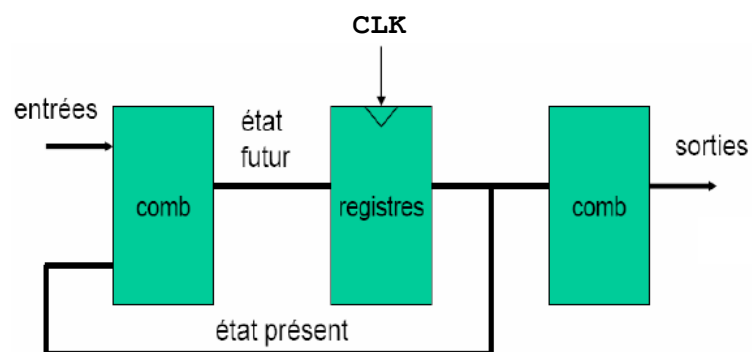 CLK
entrées
état
futur
sorties
comb
registres
comb
état présent